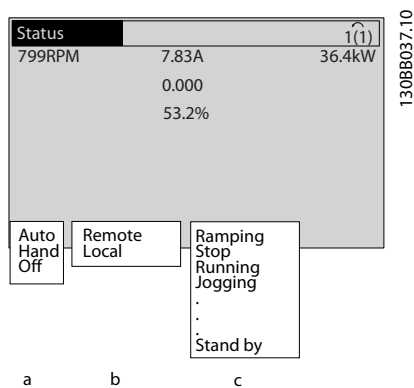 Status 1(1)
799RPM 7.83A 36.4kW
0.000
53.2%
Auto
Hand
Off
Remote
Local
Ramping
Stop
Running
Jogging
.
.
.
Stand by
a b c
130BB037.10